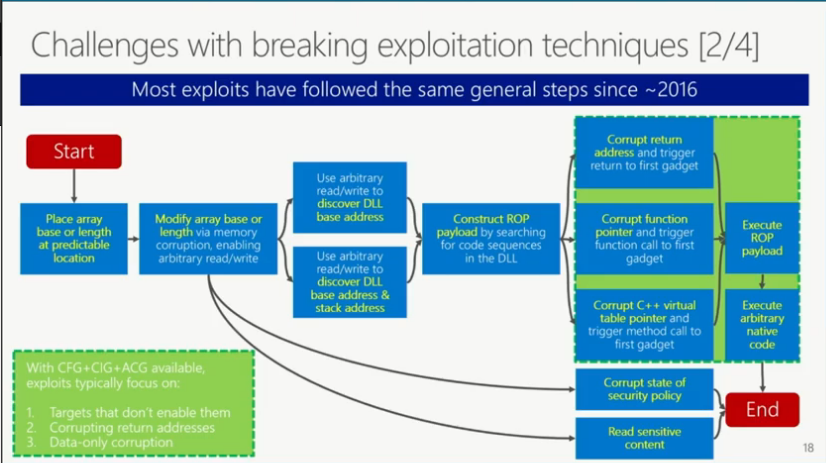 Challenges with breaking exploitation techniques [2/4]
Most exploits have followed the same general steps since ~2016
Start
Place array
base or length
at predictable
location
Modify array base or
length via memory
corruption, enabling
arbitrary read/write
Use arbitrary
read/write to
discover DLL
base address
Use arbitrary
read/write to
discover DLL
base address &
stack address
Construct ROP
payload by searching
for code sequences
in the DLL
Corrupt return
address and trigger
return to first gadget
Corrupt function
pointer and trigger
function call to first
gadget
Corrupt C++ virtual
table pointer and
trigger method call to
first gadget
Execute
ROP
payload
Execute
arbitrary
native
code
Corrupt state of
security policy
Read sensitive
content
End
With CFG+CIG+ACG available,
exploits typically focus on:
1. Targets that don't enable them
2. Corrupting return addresses
3. Data-only corruption
18